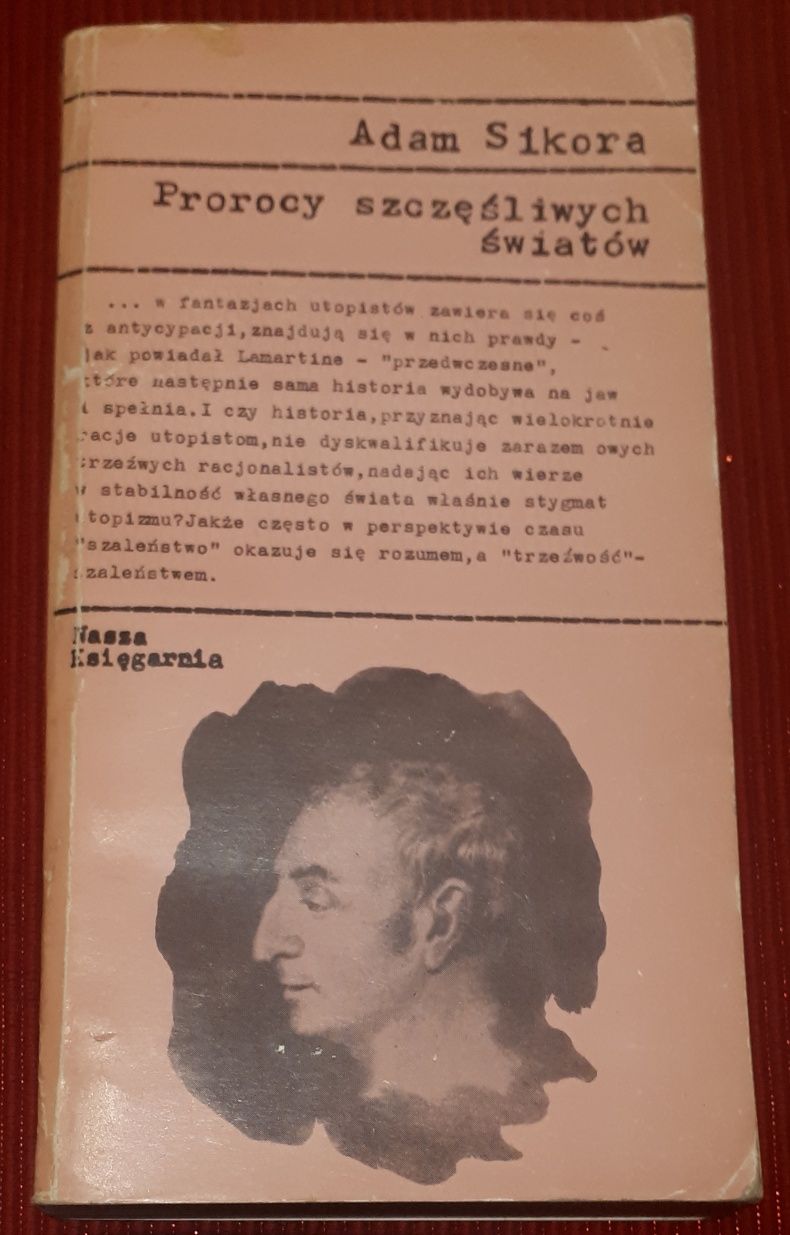 Adam Sikora
Prorocy szczęśliwych
światów
... w fantazjach utopistów zawiera się coś
z antycypacji,znajdują się w nich prawdy -
jak powiadał Lamartine - "przedwczesne",
które następnie sama historia wydobywa na jaw
i spełnia.I czy historia,przyznając wielokrotnie
racje utopistom,nie dyskwalifikuje zarazem owych
trzeźwych racjonalistów,nadając ich wierze
w stabilność własnego świata właśnie stygmat
utopizmu?Jakże często w perspektywie czasu
"szaleństwo" okazuje się rozumem,a "trzeźwość"-
szaleństwem.
Nasza
Księgarnia